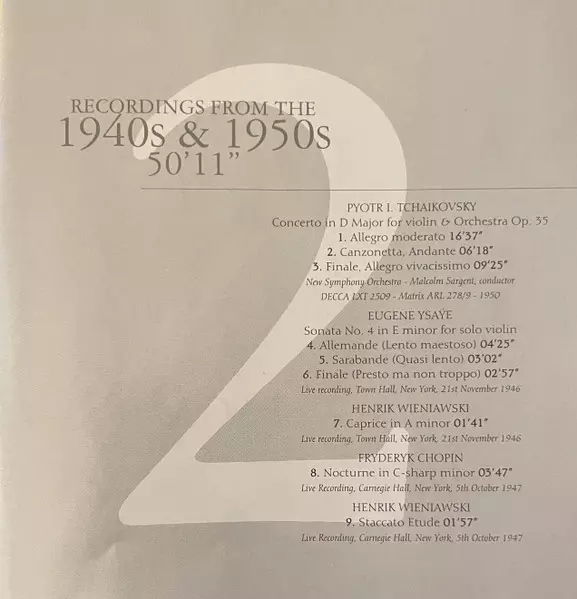 2
RECORDINGS FROM THE
1940s & 1950s
50'11"
PYOTR I. TCHAIKOVSKY
Concerto in D Major for violin & Orchestra Op. 35
1. Allegro moderato 16'37"
2. Canzonetta, Andante 06'18"
3. Finale, Allegro vivacissimo 09'25"
New Symphony Orchestra - Malcolm Sargent, conductor
DECCA LXT 2509 - Matrix ARL 278/9 - 1950
EUGENE YSAŸE
Sonata No. 4 in E minor for solo violin
4. Allemande (Lento maestoso) 04'25"
5. Sarabande (Quasi lento) 03'02"
6. Finale (Presto ma non troppo) 02'57"
Live recording, Town Hall, New York, 21st November 1946
HENRIK WIENIAWSKI
7. Caprice in A minor 01'41"
Live recording, Town Hall, New York, 21st November 1946
FRYDERYK CHOPIN
8. Nocturne in C-sharp minor 03'47"
Live Recording, Carnegie Hall, New York, 5th October 1947
HENRIK WIENIAWSKI
9. Staccato Etude 01'57"
Live Recording, Carnegie Hall, New York, 5th October 1947